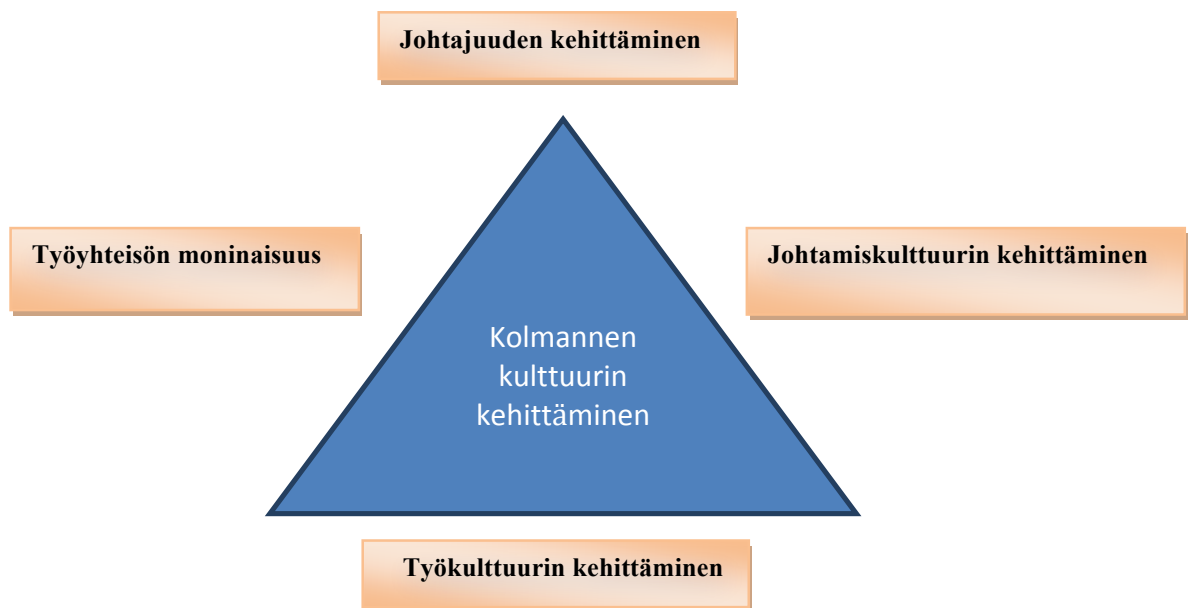 Johtajuuden kehittäminen
Työyhteisön moninaisuus
Johtamiskulttuurin kehittäminen
Kolmannen
kulttuurin
kehittäminen
Työkulttuurin kehittäminen